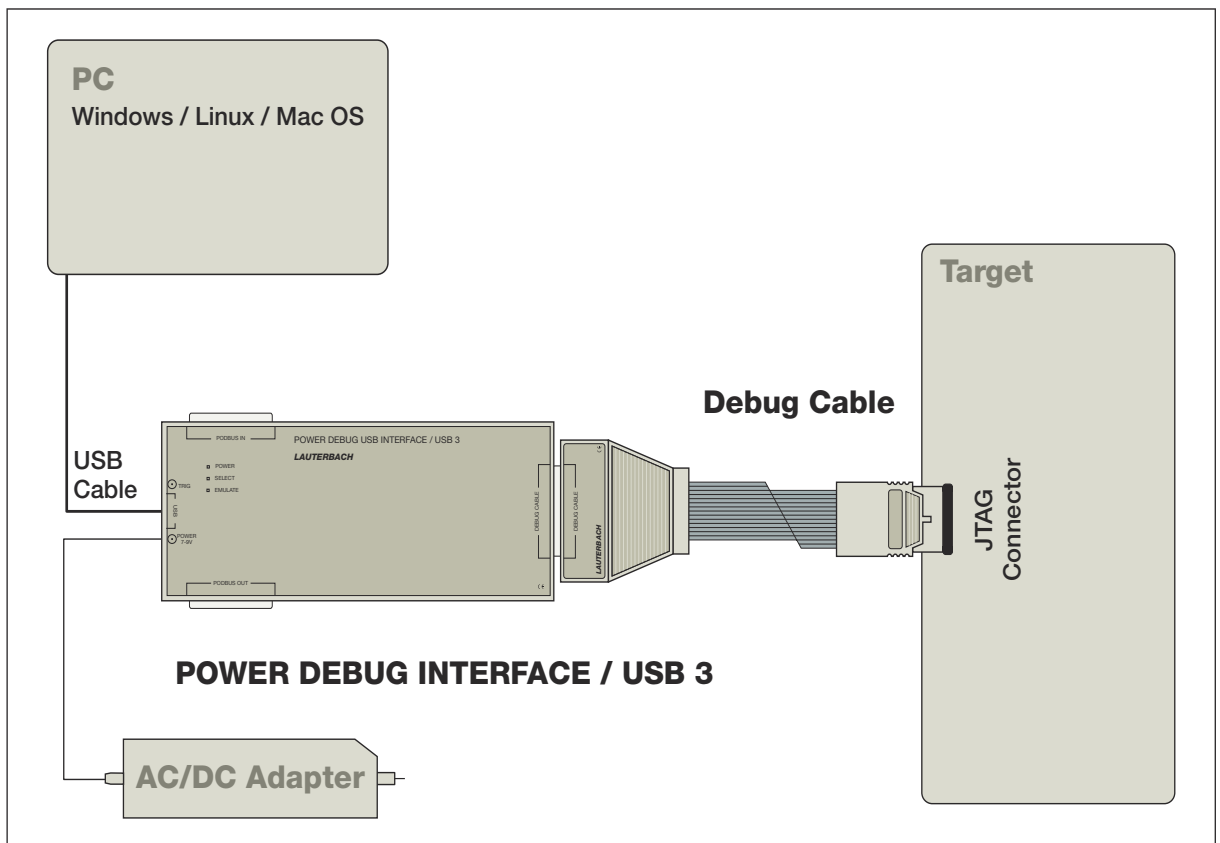 PC
Windows / Linux / Mac OS
Target
Debug Cable
USB
Cable
PODBUS IN
POWER DEBUG USB INTERFACE / USB 3
LAUTERBACH
POWER
SELECT
EMULATE
TRIG
USB
POWER
7-9V
PODBUS OUT
DEBUG CABLE
DEBUG CABLE
LAUTERBACH
JTAG
Connector
POWER DEBUG INTERFACE / USB 3
AC/DC Adapter